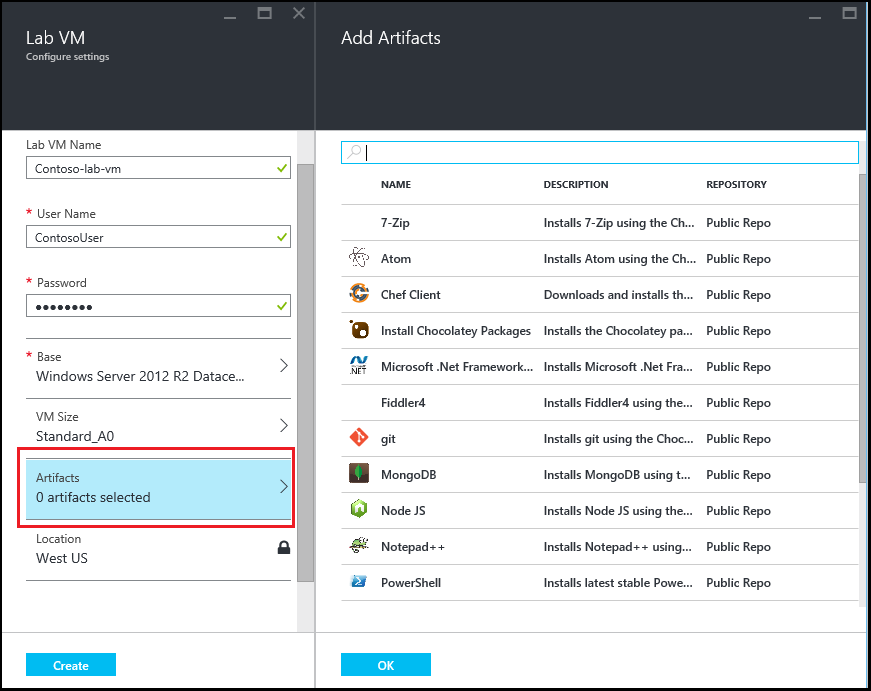 Lab VM
Configure settings
Lab VM Name
Contoso-lab-vm
* User Name
ContosoUser
* Password
••••••••
* Base
Windows Server 2012 R2 Datace...
VM Size
Standard_A0
Artifacts
0 artifacts selected
Location
West US
Create
Add Artifacts
NAME DESCRIPTION REPOSITORY
7-Zip Installs 7-Zip using the Ch... Public Repo
Atom Installs Atom using the Ch... Public Repo
Chef Client Downloads and installs th... Public Repo
Install Chocolatey Packages Installs the Chocolatey pa... Public Repo
.NET Microsoft .Net Framework... Installs Microsoft .Net Fra... Public Repo
Fiddler4 Installs Fiddler4 using the... Public Repo
git Installs git using the Choc... Public Repo
MongoDB Installs MongoDB using t... Public Repo
Node JS Installs Node JS using the... Public Repo
Notepad++ Installs Notepad++ using... Public Repo
PowerShell Installs latest stable Powe... Public Repo
OK